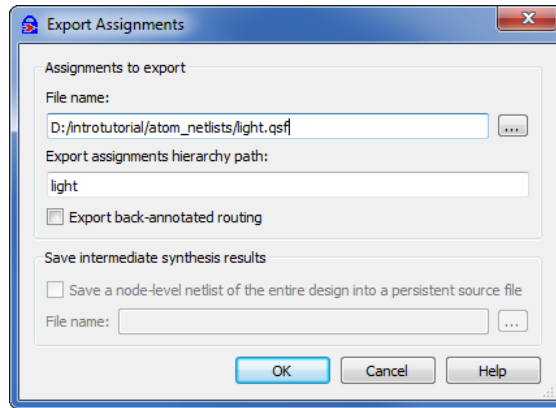 Export Assignments
Assignments to export
File name:
D:/introtutorial/atom_netlists/light.qsf
...
Export assignments hierarchy path:
light
Export back-annotated routing
Save intermediate synthesis results
Save a node-level netlist of the entire design into a persistent source file
File name:
...
OK Cancel Help